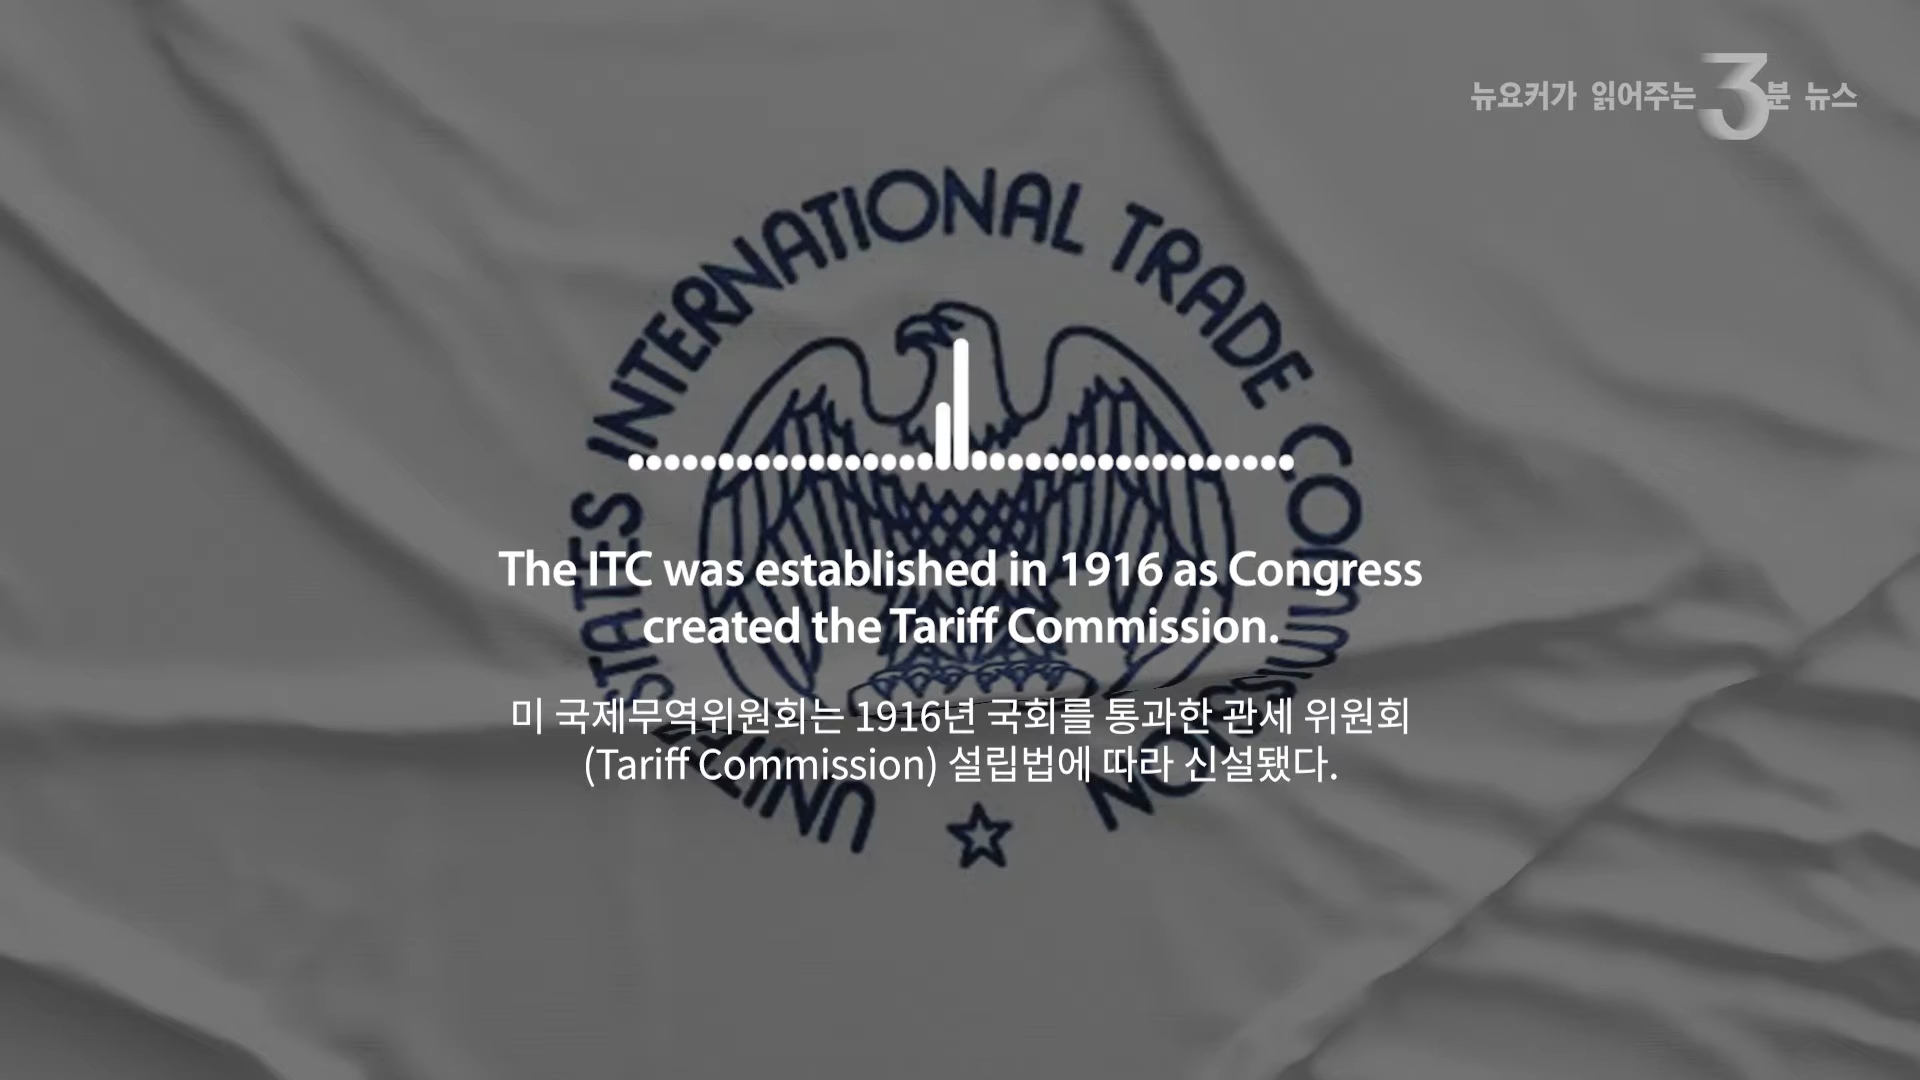 뉴요커가 읽어주는 3분 뉴스
UNITED STATES INTERNATIONAL TRADE COMMISSION
The ITC was established in 1916 as Congress
created the Tariff Commission.
미 국제무역위원회는 1916년 국회를 통과한 관세 위원회
(Tariff Commission) 설립법에 따라 신설됐다.